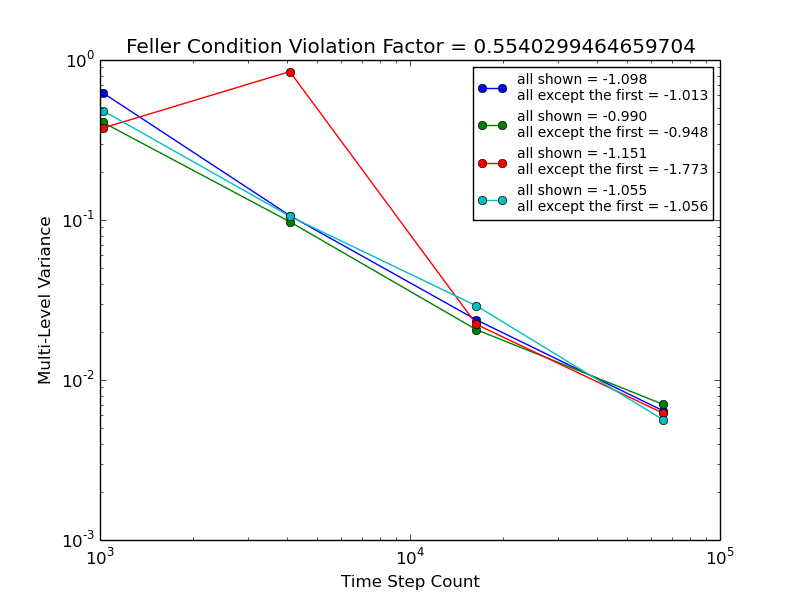 Feller Condition Violation Factor = 0.5540299464659704
10^0
all shown = -1.098
all except the first = -1.013
all shown = -0.990
all except the first = -0.948
all shown = -1.151
all except the first = -1.773
all shown = -1.055
all except the first = -1.056
10^-1
Multi-Level Variance
10^-2
10^-3
10^3
10^4
10^5
Time Step Count